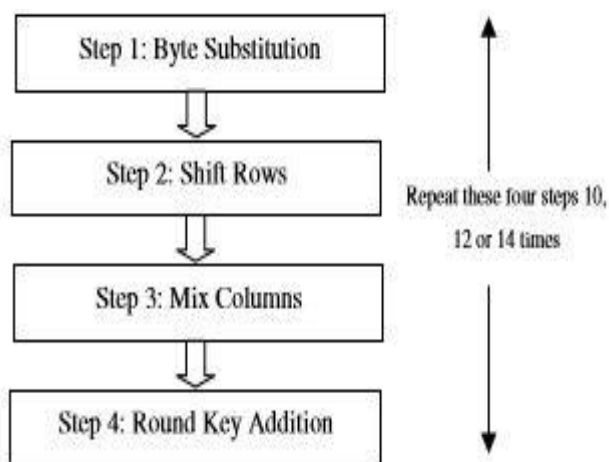 Step 1: Byte Substitution
Step 2: Shift Rows
Repeat these four steps 10,
12 or 14 times
Step 3: Mix Columns
Step 4: Round Key Addition